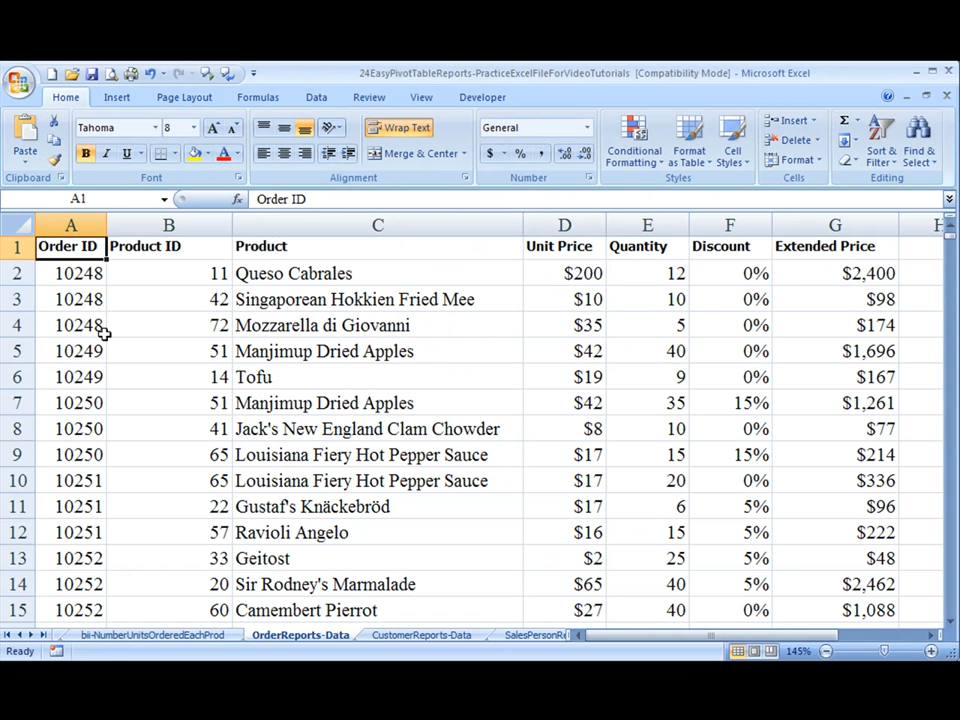 24EasyPivotTableReports-PracticeExcelFileForVideoTutorials [Compatibility Mode] - Microsoft Excel
Home Insert Page Layout Formulas Data Review View Developer
Paste Tahoma 8 Wrap Text General Conditional Formatting Format as Table Cell Styles Insert Sort & Filter Find & Select
B I U Merge & Center $ % , Delete Format
Clipboard Font Alignment Number Styles Cells Editing
A1 fx Order ID
A B C D E F G H
1 Order ID Product ID Product Unit Price Quantity Discount Extended Price
2 10248 11 Queso Cabrales $200 12 0% $2,400
3 10248 42 Singaporean Hokkien Fried Mee $10 10 0% $98
4 10248 72 Mozzarella di Giovanni $35 5 0% $174
5 10249 51 Manjimup Dried Apples $42 40 0% $1,696
6 10249 14 Tofu $19 9 0% $167
7 10250 51 Manjimup Dried Apples $42 35 15% $1,261
8 10250 41 Jack's New England Clam Chowder $8 10 0% $77
9 10250 65 Louisiana Fiery Hot Pepper Sauce $17 15 15% $214
10 10251 65 Louisiana Fiery Hot Pepper Sauce $17 20 0% $336
11 10251 22 Gustaf's Knäckebröd $17 6 5% $96
12 10251 57 Ravioli Angelo $16 15 5% $222
13 10252 33 Geitost $2 25 5% $48
14 10252 20 Sir Rodney's Marmalade $65 40 5% $2,462
15 10252 60 Camembert Pierrot $27 40 0% $1,088
bii-NumberUnitsOrderedEachProd OrderReports-Data CustomerReports-Data SalesPersonRe
Ready 145%